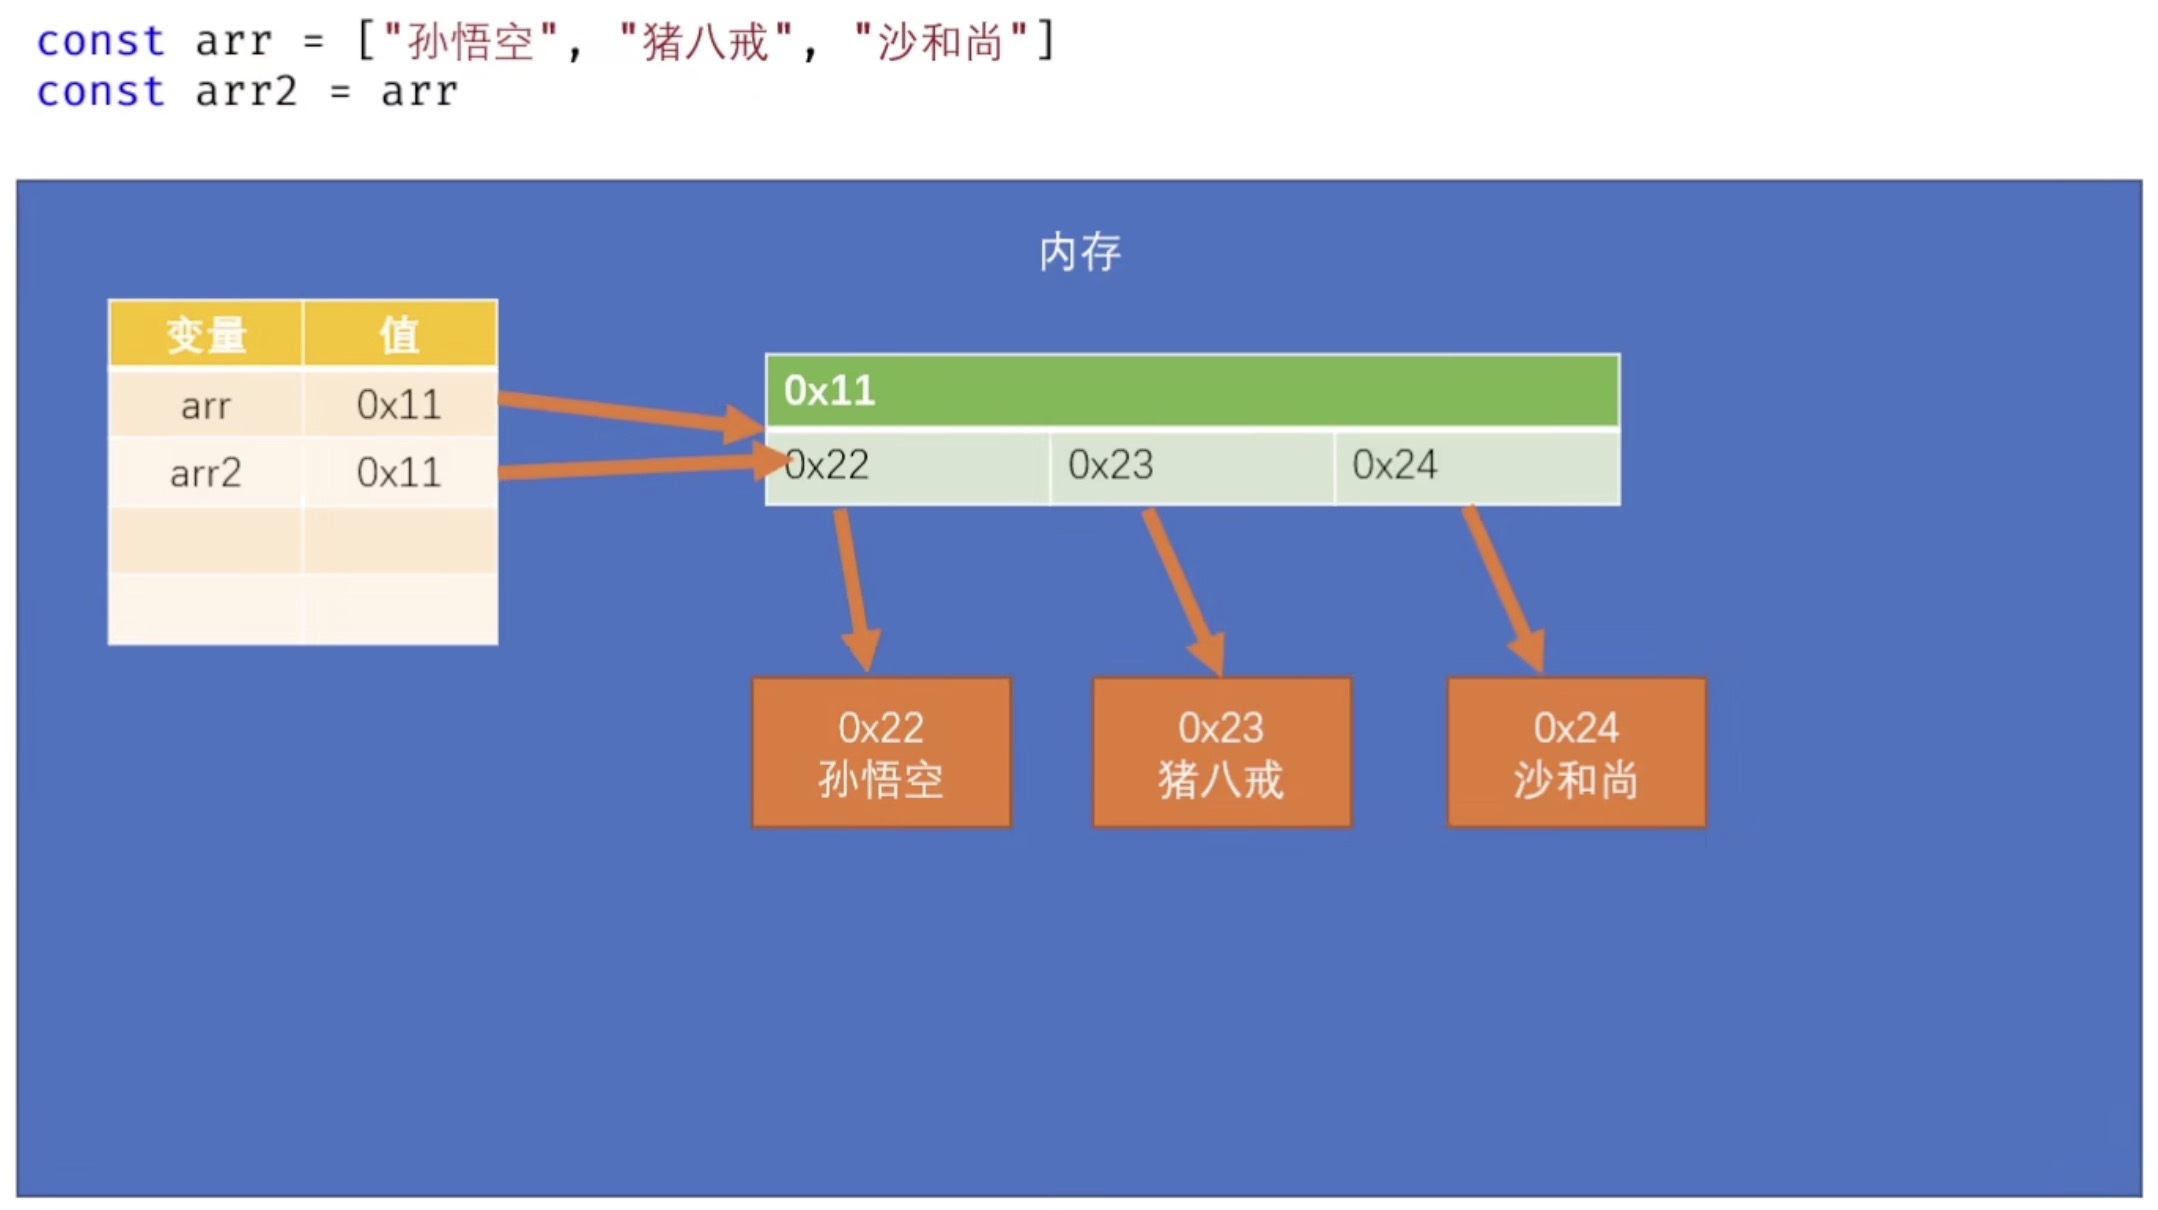 const arr = ["孙悟空", "猪八戒", "沙和尚"]
const arr2 = arr
内存
变量 值
arr 0x11
arr2 0x11
0x11
0x22 0x23 0x24
0x22
孙悟空
0x23
猪八戒
0x24
沙和尚